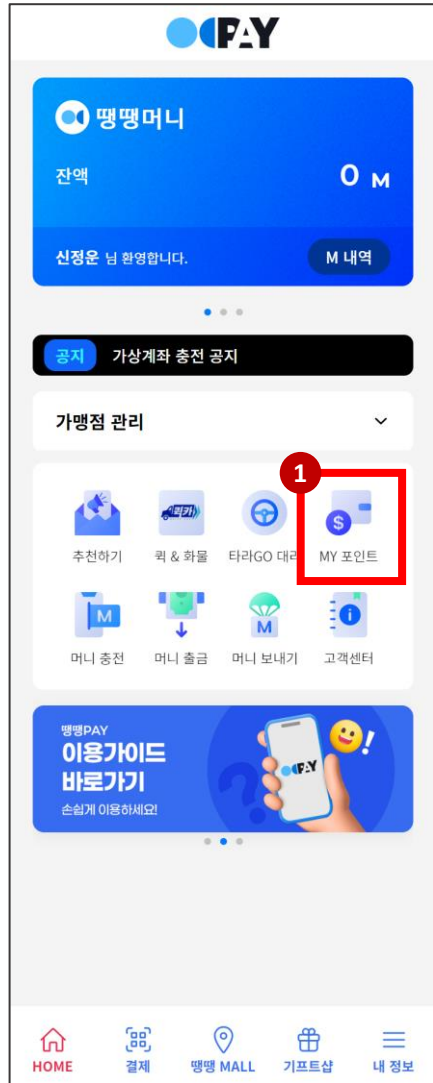 PAY
땡땡머니
잔액
0 M
신정운 님 환영합니다.
M 내역
공지 가상계좌 충전 공지
가맹점 관리
1
퀵카
$
추천하기 퀵 & 화물 타라GO 대리 MY 포인트
M
M
i
머니 충전 머니 출금 머니 보내기 고객센터
땡땡PAY
이용가이드
바로가기
손쉽게 이용하세요!
PAY
HOME 결제 땡땡 MALL 기프트샵 내 정보